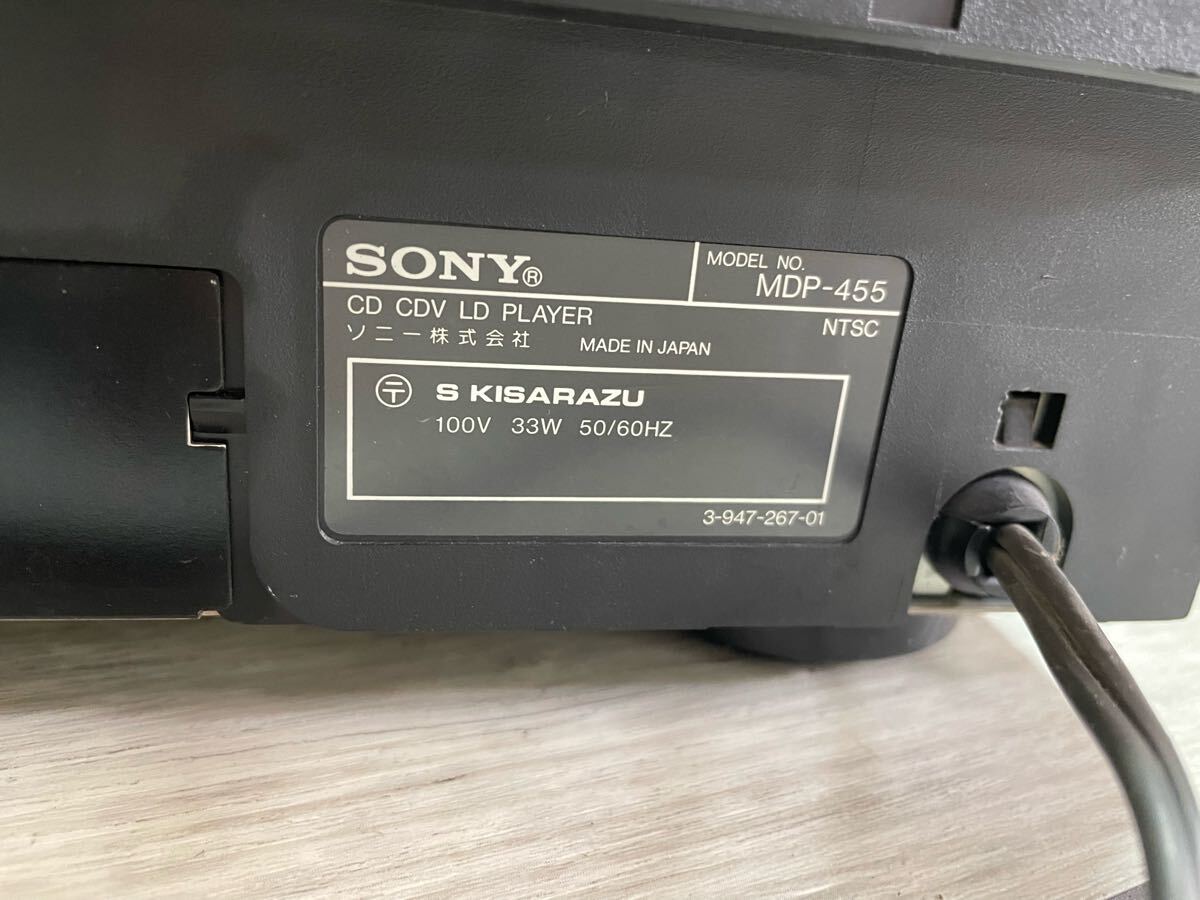 SONY®
MODEL NO.
MDP-455
CD CDV LD PLAYER
NTSC
ソニー株式会社 MADE IN JAPAN
〒 S KISARAZU
100V 33W 50/60HZ
3-947-267-01